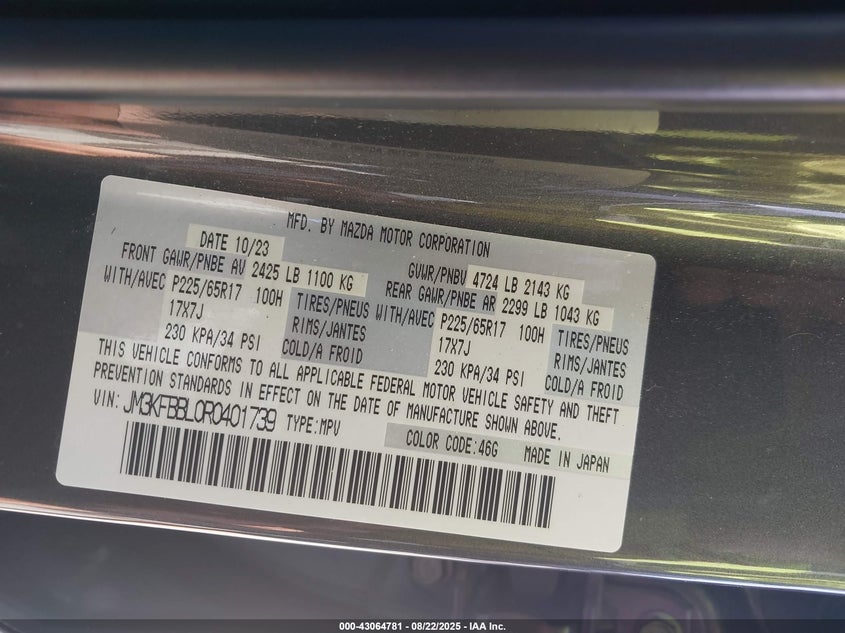 MFD. BY MAZDA MOTOR CORPORATION
DATE 10/23
GVWR/PNBV 4724 LB 2143 KG
FRONT GAWR/PNBE AV 2425 LB 1100 KG
REAR GAWR/PNBE AR 2299 LB 1043 KG
WITH/AVEC P225/65R17 100H TIRES/PNEUS
17X7J RIMS/JANTES
230 KPA/34 PSI COLD/A FROID
WITH/AVEC P225/65R17 100H TIRES/PNEUS
17X7J RIMS/JANTES
230 KPA/34 PSI COLD/A FROID
THIS VEHICLE CONFORMS TO ALL APPLICABLE FEDERAL MOTOR VEHICLE SAFETY AND THEFT
PREVENTION STANDARDS IN EFFECT ON THE DATE OF MANUFACTURE SHOWN ABOVE.
VIN: JM3KFBBL0R0401739 TYPE:MPV
COLOR CODE:46G MADE IN JAPAN
000-43064781 - 08/22/2025 - IAA Inc.